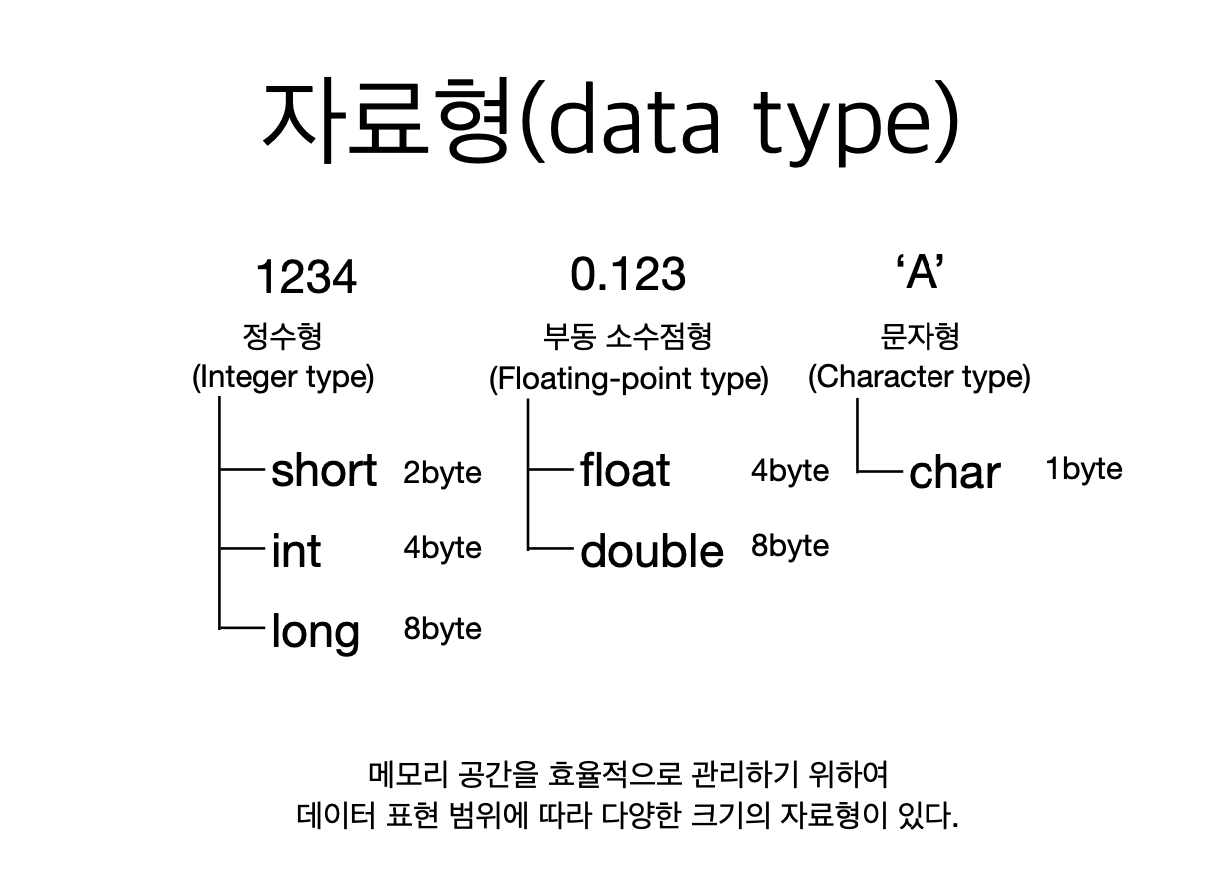 자료형(data type)
1234
정수형
(Integer type)
short 2byte
int 4byte
long 8byte
0.123
부동 소수점형
(Floating-point type)
float 4byte
double 8byte
‘A’
문자형
(Character type)
char 1byte
메모리 공간을 효율적으로 관리하기 위하여
데이터 표현 범위에 따라 다양한 크기의 자료형이 있다.